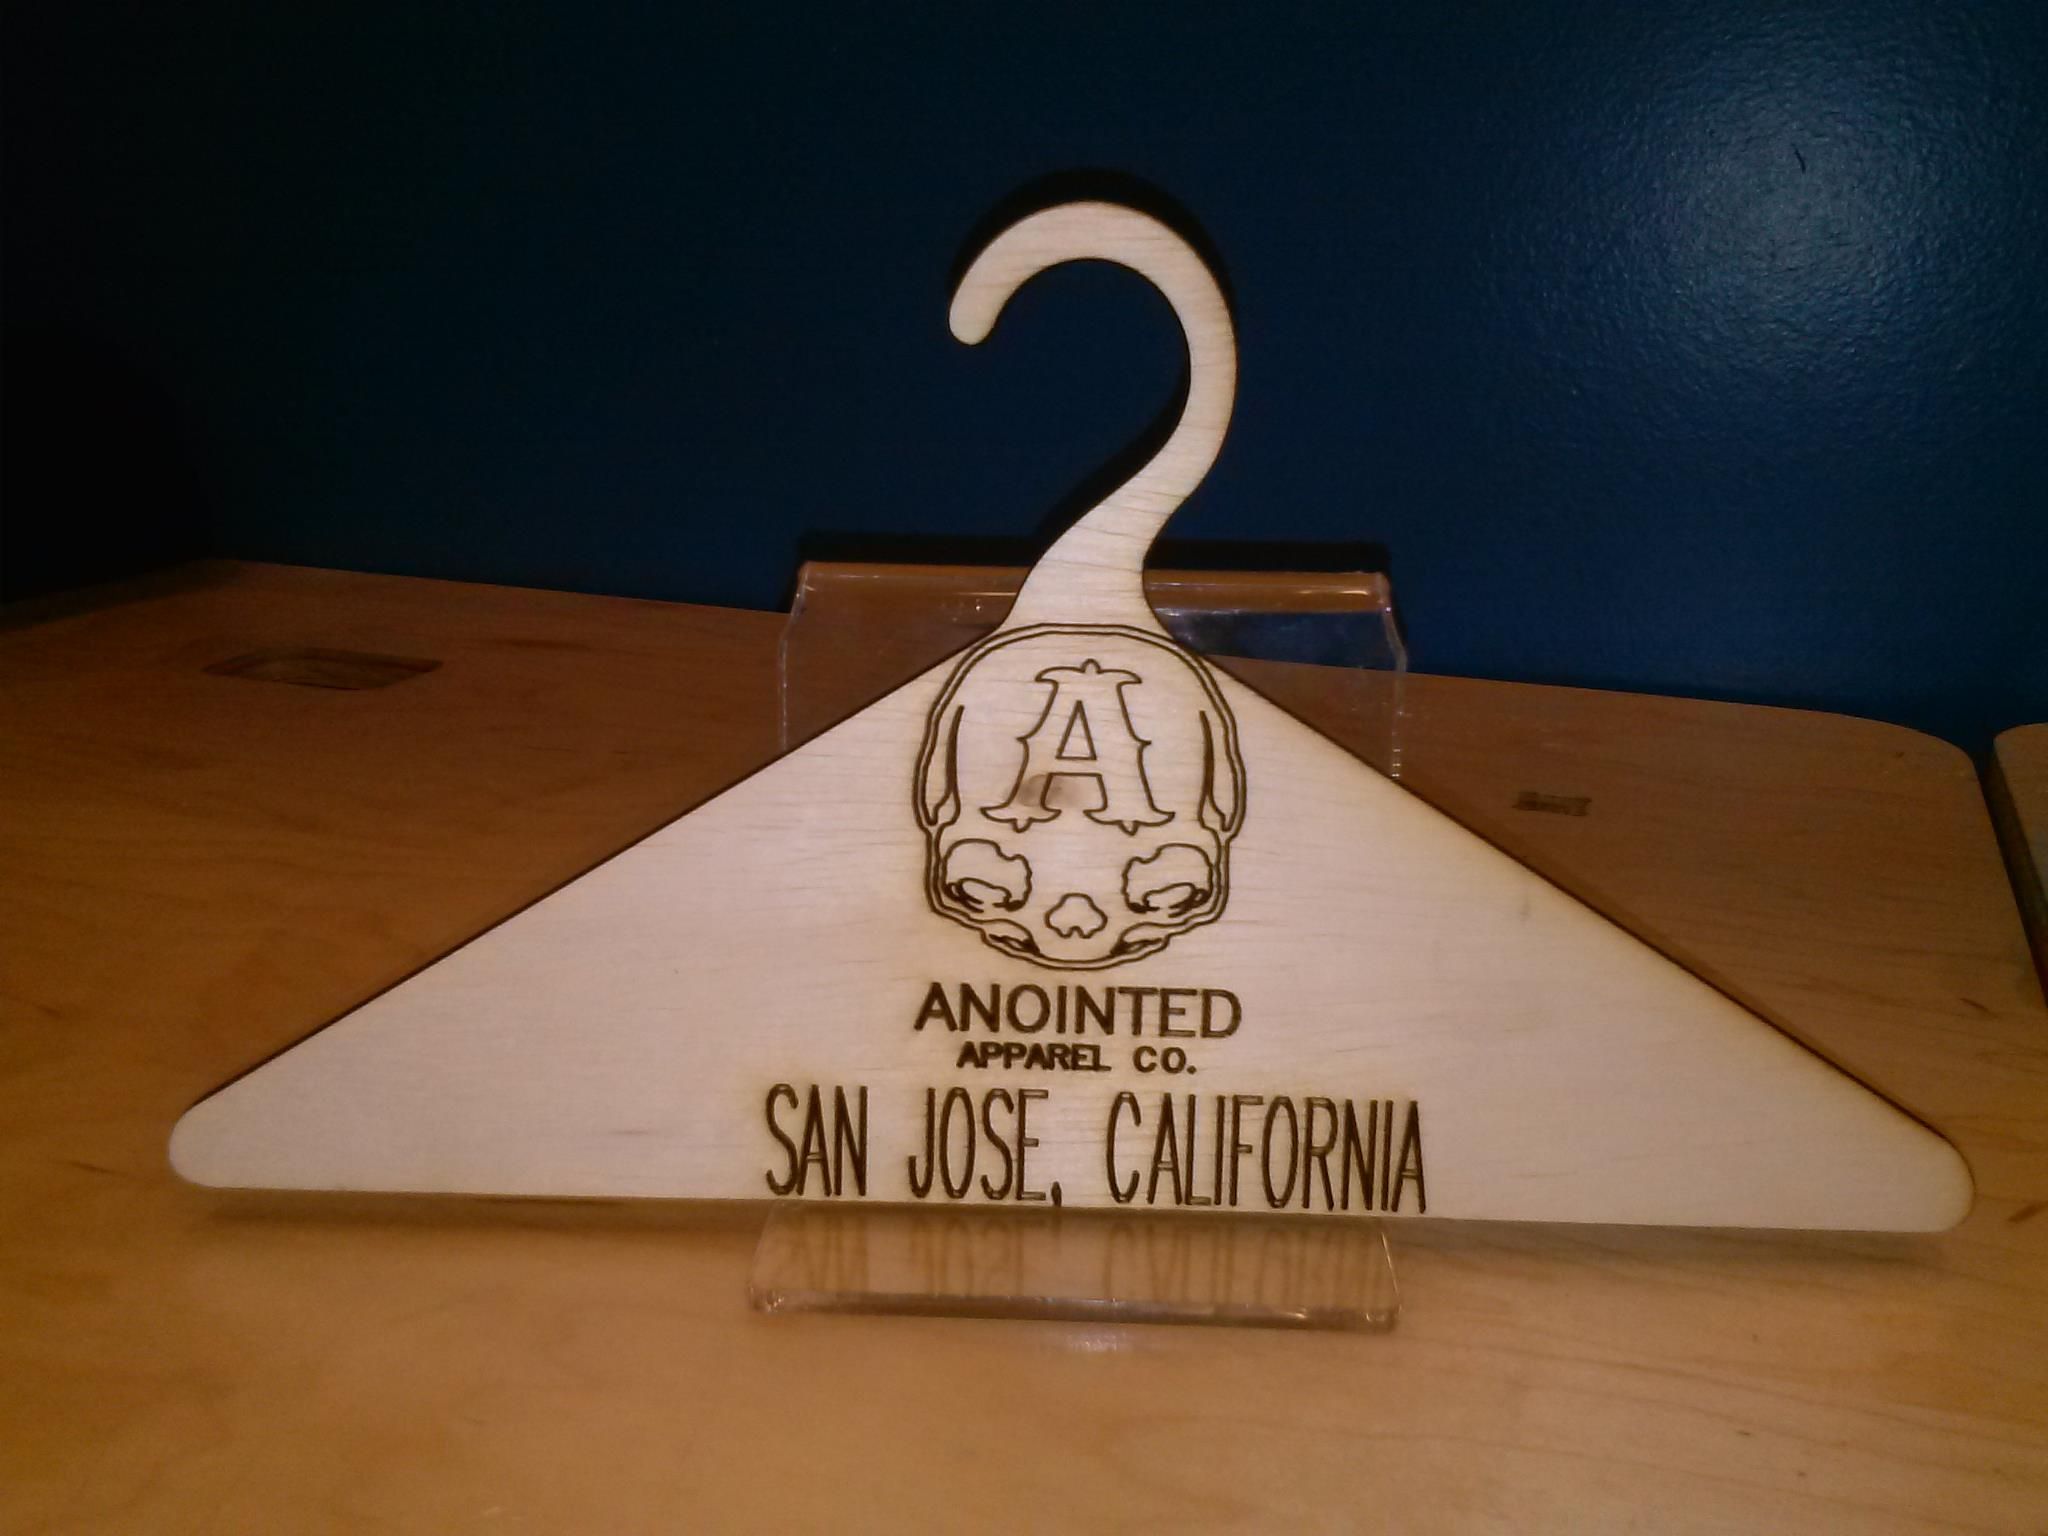 A
ANOINTED
APPAREL CO.
SAN JOSE, CALIFORNIA